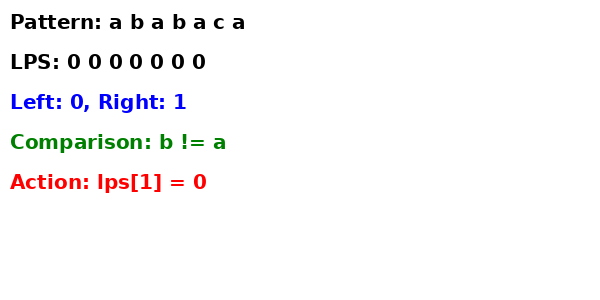 Pattern: a b a b a c a
LPS: 0 0 0 0 0 0 0
Left: 0, Right: 1
Comparison: b != a
Action: lps[1] = 0